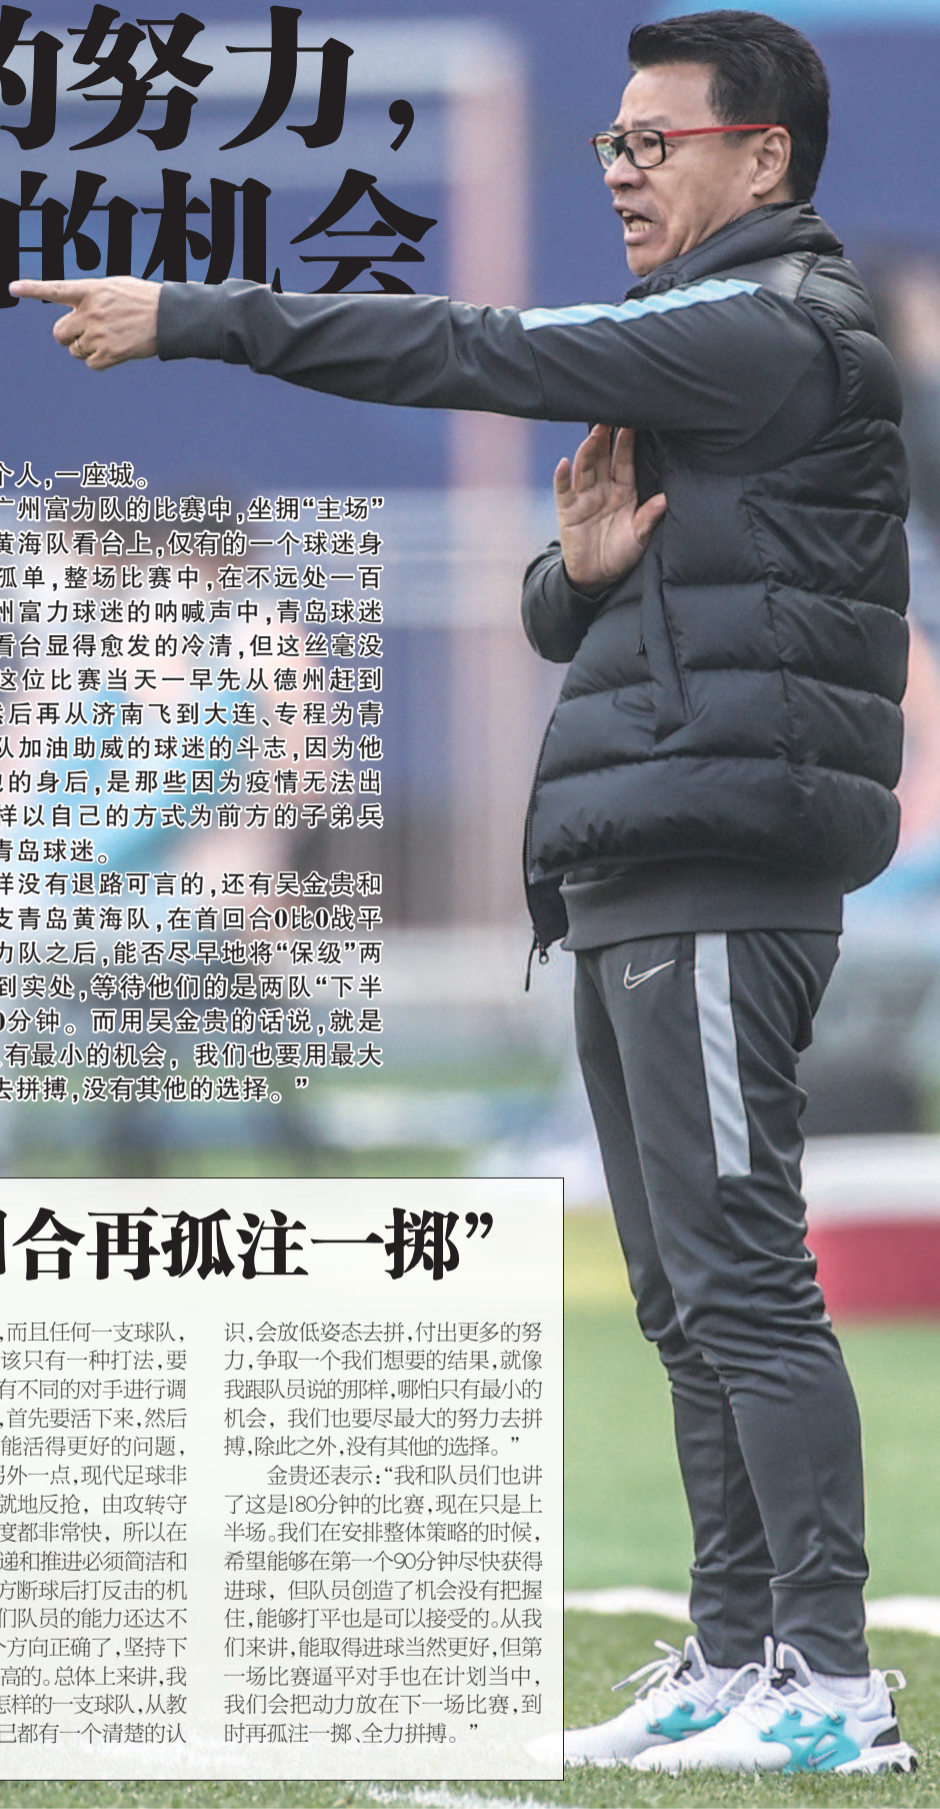 的努力，
的机会
个人，一座城。
广州富力队的比赛中，坐拥“主场”
黄海队看台上，仅有的一个球迷身
孤单，整场比赛中，在不远处一百
州富力球迷的呐喊声中，青岛球迷
看台显得愈发的冷清，但这丝毫没
这位比赛当天一早先从德州赶到
然后再从济南飞到大连、专程为青
队加油助威的球迷的斗志，因为他
他的身后，是那些因为疫情无法出
样以自己的方式为前方的子弟兵
青岛球迷。
样没有退路可言的，还有吴金贵和
支青岛黄海队，在首回合0比0战平
力队之后，能否尽早地将“保级”两
到实处，等待他们的是两队“下半
0分钟。而用吴金贵的话说，就是
有最小的机会，我们也要用最大
去拼搏，没有其他的选择。”
回合再孤注一掷”
，而且任何一支球队，
该只有一种打法，要
有不同的对手进行调
，首先要活下来，然后
能活得更好的问题，
另外一点，现代足球非
就地反抢，由攻转守
度都非常快，所以在
递和推进必须简洁和
方断球后打反击的机
们队员的能力还达不
个方向正确了，坚持下
高的。总体上来讲，我
怎样的一支球队，从教
己都有一个清楚的认
识，会放低姿态去拼，付出更多的努
力，争取一个我们想要的结果，就像
我跟队员说的那样，哪怕只有最小的
机会，我们也要尽最大的努力去拼
搏，除此之外，没有其他的选择。”
金贵还表示：“我和队员们也讲
了这是180分钟的比赛，现在只是上
半场。我们在安排整体策略的时候，
希望能够在第一个90分钟尽快获得
进球，但队员创造了机会没有把握
住，能够打平也是可以接受的。从我
们来讲，能取得进球当然更好，但第
一场比赛逼平对手也在计划当中，
我们会把动力放在下一场比赛，到
时再孤注一掷、全力拼搏。”